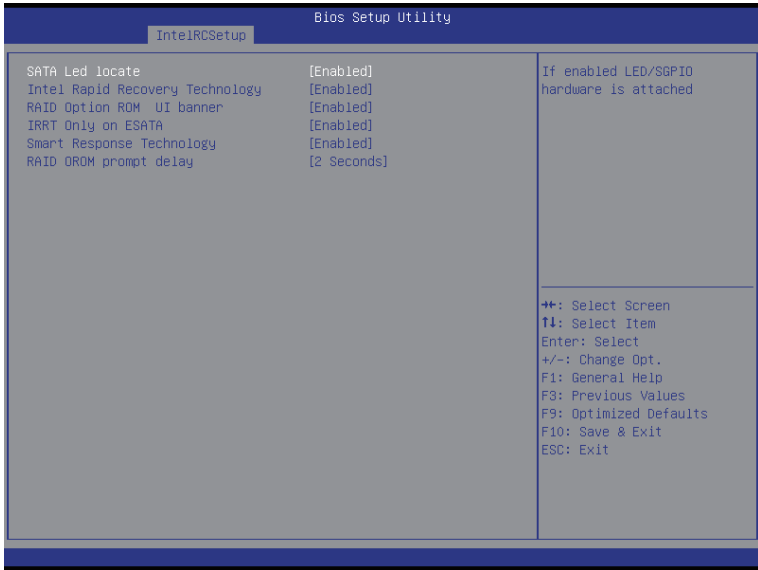 Bios Setup Utility
IntelRCSetup
SATA Led locate [Enabled]
Intel Rapid Recovery Technology [Enabled]
RAID Option ROM  UI banner [Enabled]
IRRT Only on ESATA [Enabled]
Smart Response Technology [Enabled]
RAID OROM prompt delay [2 Seconds]
If enabled LED/SGPIO
hardware is attached
→←: Select Screen
↑↓: Select Item
Enter: Select
+/-: Change Opt.
F1: General Help
F3: Previous Values
F9: Optimized Defaults
F10: Save & Exit
ESC: Exit